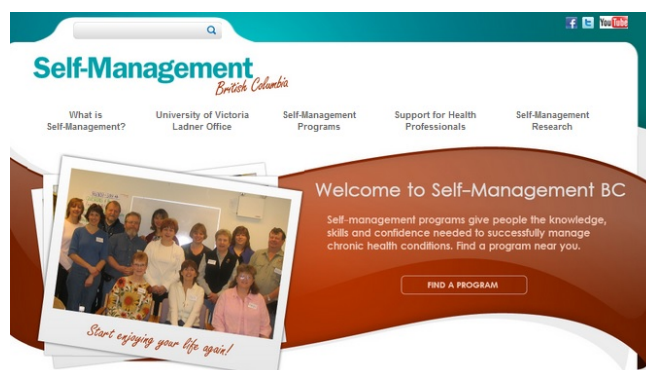 f
You Tube
Self-Management
British Columbia
What is
Self-Management?
University of Victoria
Ladner Office
Self-Management
Programs
Support for Health
Professionals
Self-Management
Research
Welcome to Self-Management BC
Self-management programs give people the knowledge,
skills and confidence needed to successfully manage
chronic health conditions. Find a program near you.
FIND A PROGRAM
Start enjoying your life again!